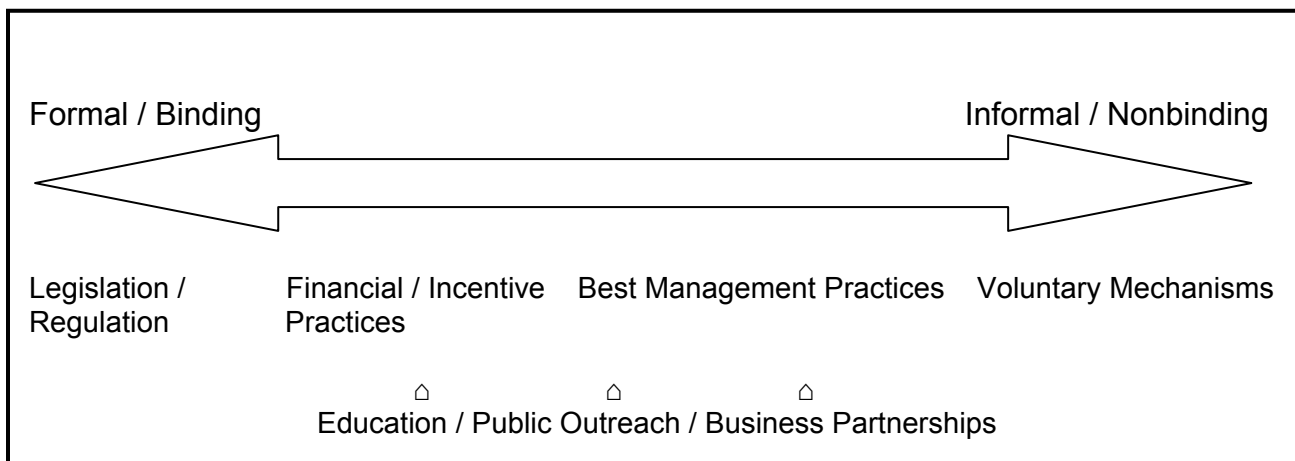 Formal / Binding Informal / Nonbinding
Legislation / Financial / Incentive Best Management Practices Voluntary Mechanisms
Regulation Practices
⌂ ⌂ ⌂
Education / Public Outreach / Business Partnerships